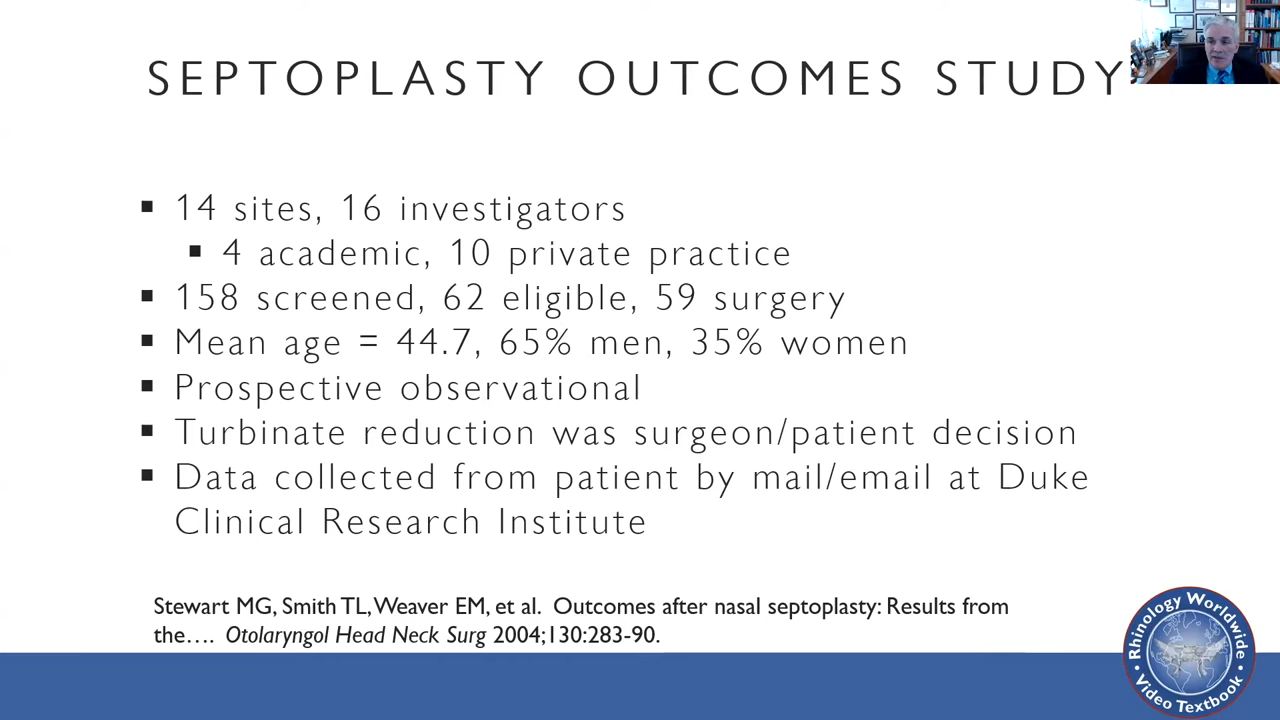 SEPTOPLASTY OUTCOMES STUDY
▪ 14 sites, 16 investigators
▪ 4 academic, 10 private practice
▪ 158 screened, 62 eligible, 59 surgery
▪ Mean age = 44.7, 65% men, 35% women
▪ Prospective observational
▪ Turbinate reduction was surgeon/patient decision
▪ Data collected from patient by mail/email at Duke
Clinical Research Institute
Stewart MG, Smith TL, Weaver EM, et al. Outcomes after nasal septoplasty: Results from
the…. Otolaryngol Head Neck Surg 2004;130:283-90.
Rhinology Worldwide
• Video Textbook •